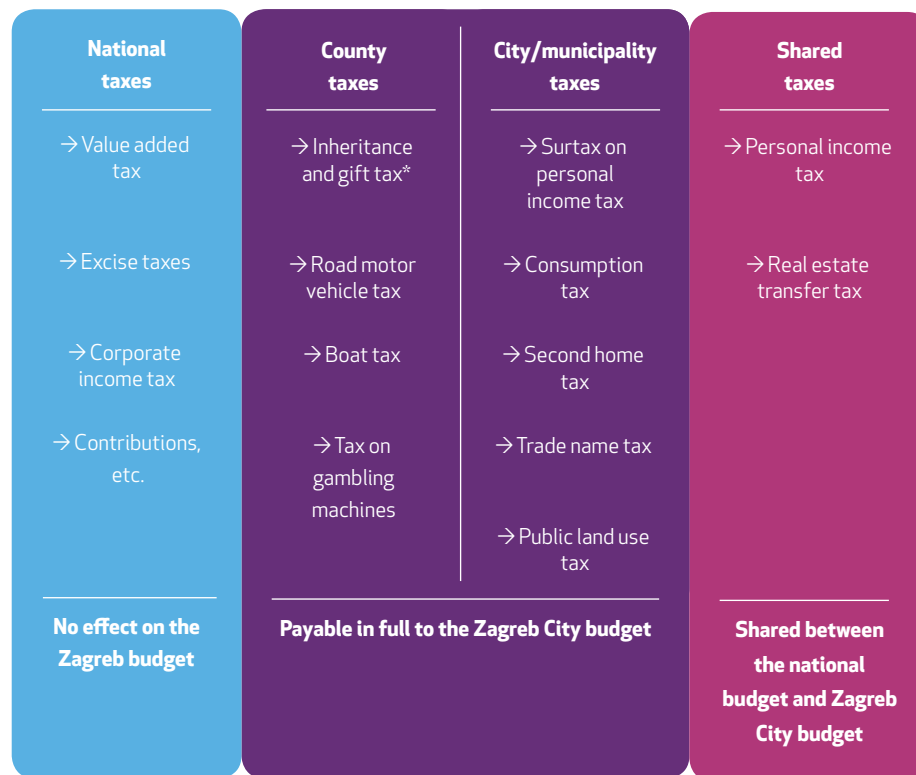 National
taxes
→ Value added
tax
→ Excise taxes
→ Corporate
income tax
→ Contributions,
etc.
No effect on the
Zagreb budget
County
taxes
→ Inheritance
and gift tax*
→ Road motor
vehicle tax
→ Boat tax
→ Tax on
gambling
machines
City/municipality
taxes
→ Surtax on
personal
income tax
→ Consumption
tax
→ Second home
tax
→ Trade name tax
→ Public land use
tax
Payable in full to the Zagreb City budget
Shared
taxes
→ Personal income
tax
→ Real estate
transfer tax
Shared between
the national
budget and Zagreb
City budget